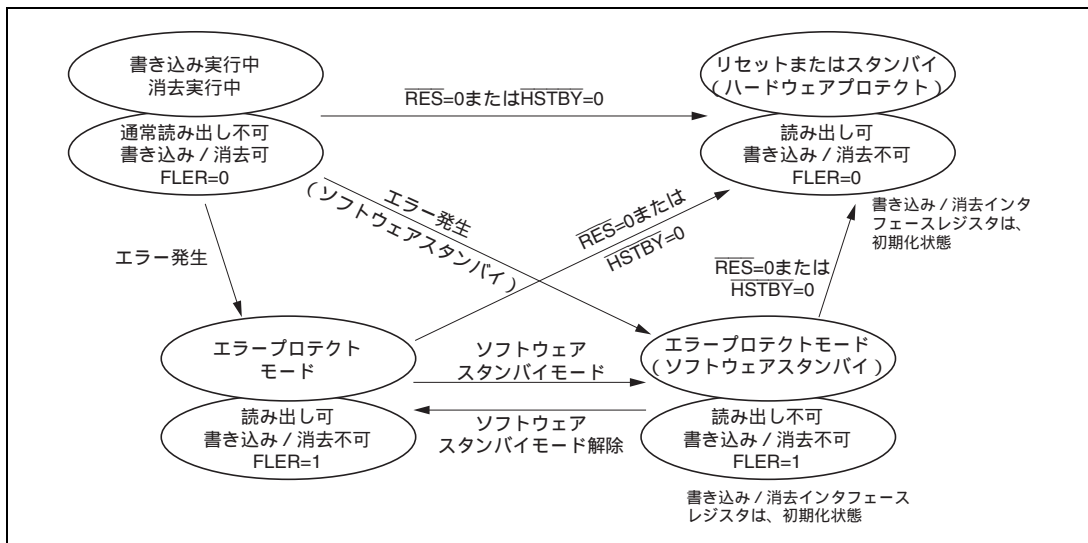 書き込み実行中
消去実行中
通常読み出し不可
書き込み / 消去可
FLER=0
RES=0またはHSTBY=0
リセットまたはスタンバイ
(ハードウェアプロテクト)
読み出し可
書き込み / 消去不可
FLER=0
書き込み / 消去インタ
フェースレジスタは、
初期化状態
エラー発生
エラー発生
(ソフトウェアスタンバイ)
RES=0または
HSTBY=0
RES=0または
HSTBY=0
エラープロテクト
モード
読み出し可
書き込み / 消去不可
FLER=1
ソフトウェア
スタンバイモード
ソフトウェア
スタンバイモード解除
エラープロテクトモード
(ソフトウェアスタンバイ)
読み出し不可
書き込み / 消去不可
FLER=1
書き込み / 消去インタフェース
レジスタは、初期化状態